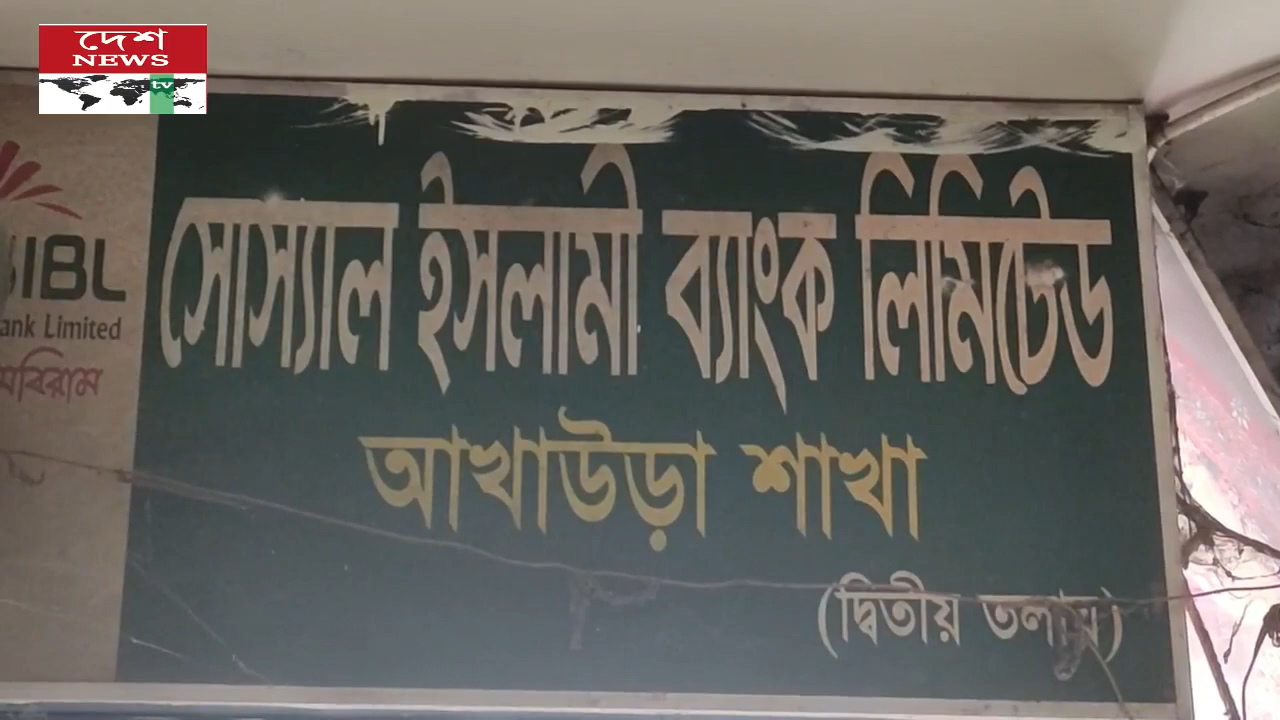 দেশ
NEWS
tv
সোস্যাল ইসলামী ব্যাংক লিমিটেড
SIBL
Bank Limited
আখাউড়া শাখা
(দ্বিতীয় তলায়)